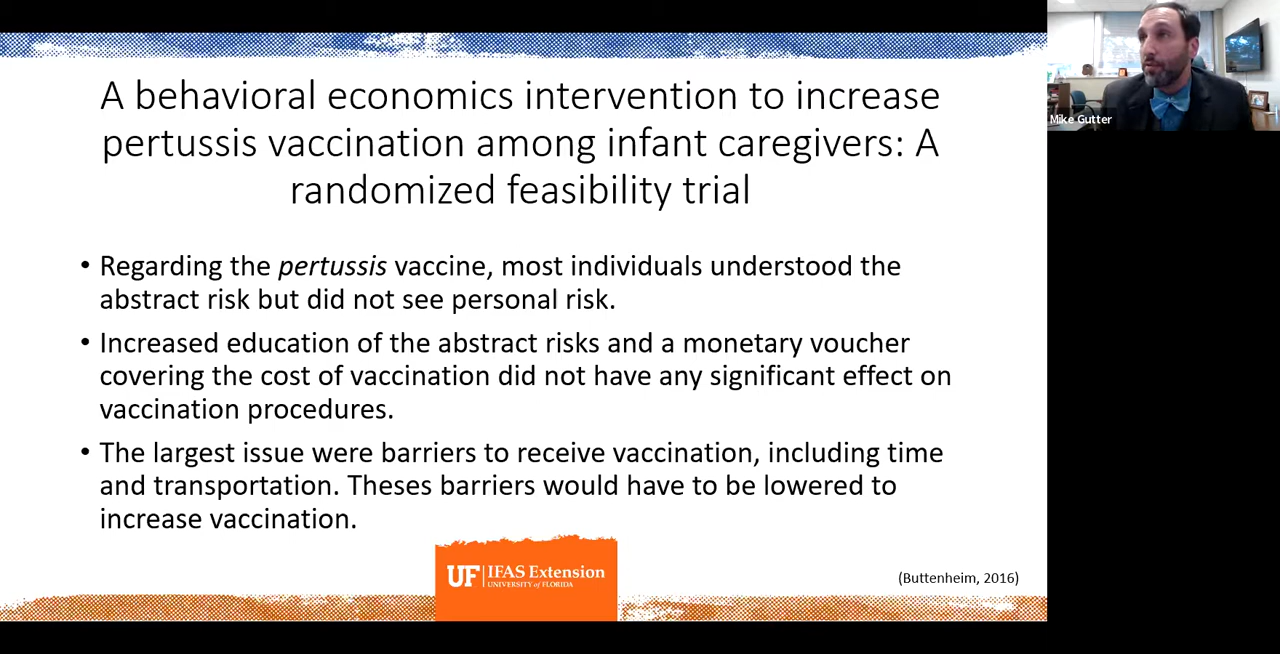 A behavioral economics intervention to increase
pertussis vaccination among infant caregivers: A
randomized feasibility trial
• Regarding the pertussis vaccine, most individuals understood the
abstract risk but did not see personal risk.
• Increased education of the abstract risks and a monetary voucher
covering the cost of vaccination did not have any significant effect on
vaccination procedures.
• The largest issue were barriers to receive vaccination, including time
and transportation. Theses barriers would have to be lowered to
increase vaccination.
UF | IFAS Extension
UNIVERSITY of FLORIDA
(Buttenheim, 2016)
Mike Gutter